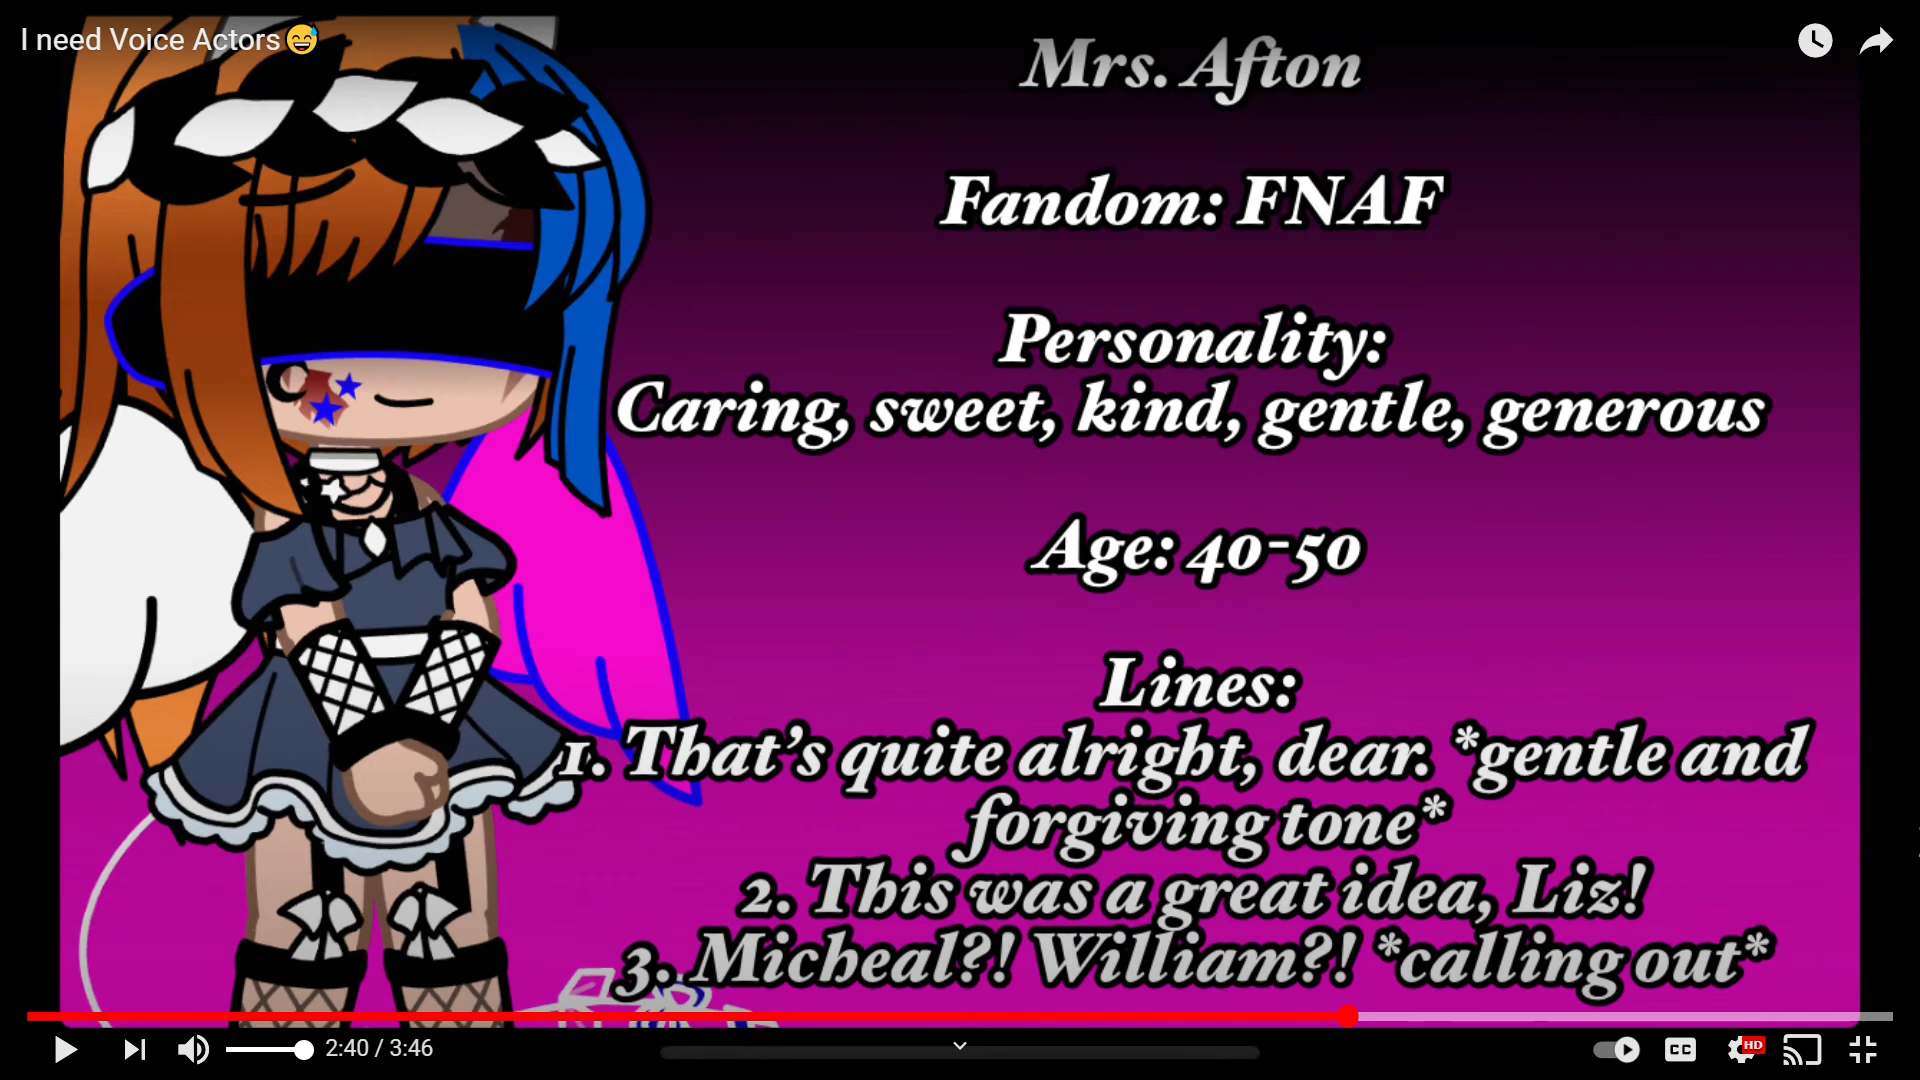 I need Voice Actors😅
Mrs. Afton
Fandom: FNAF
Personality:
Caring, sweet, kind, gentle, generous
Age: 40-50
Lines:
1. That's quite alright, dear. *gentle and
forgiving tone*
2. This was a great idea, Liz!
3. Micheal?! William?! *calling out*
2:40 / 3:46
CC
HD